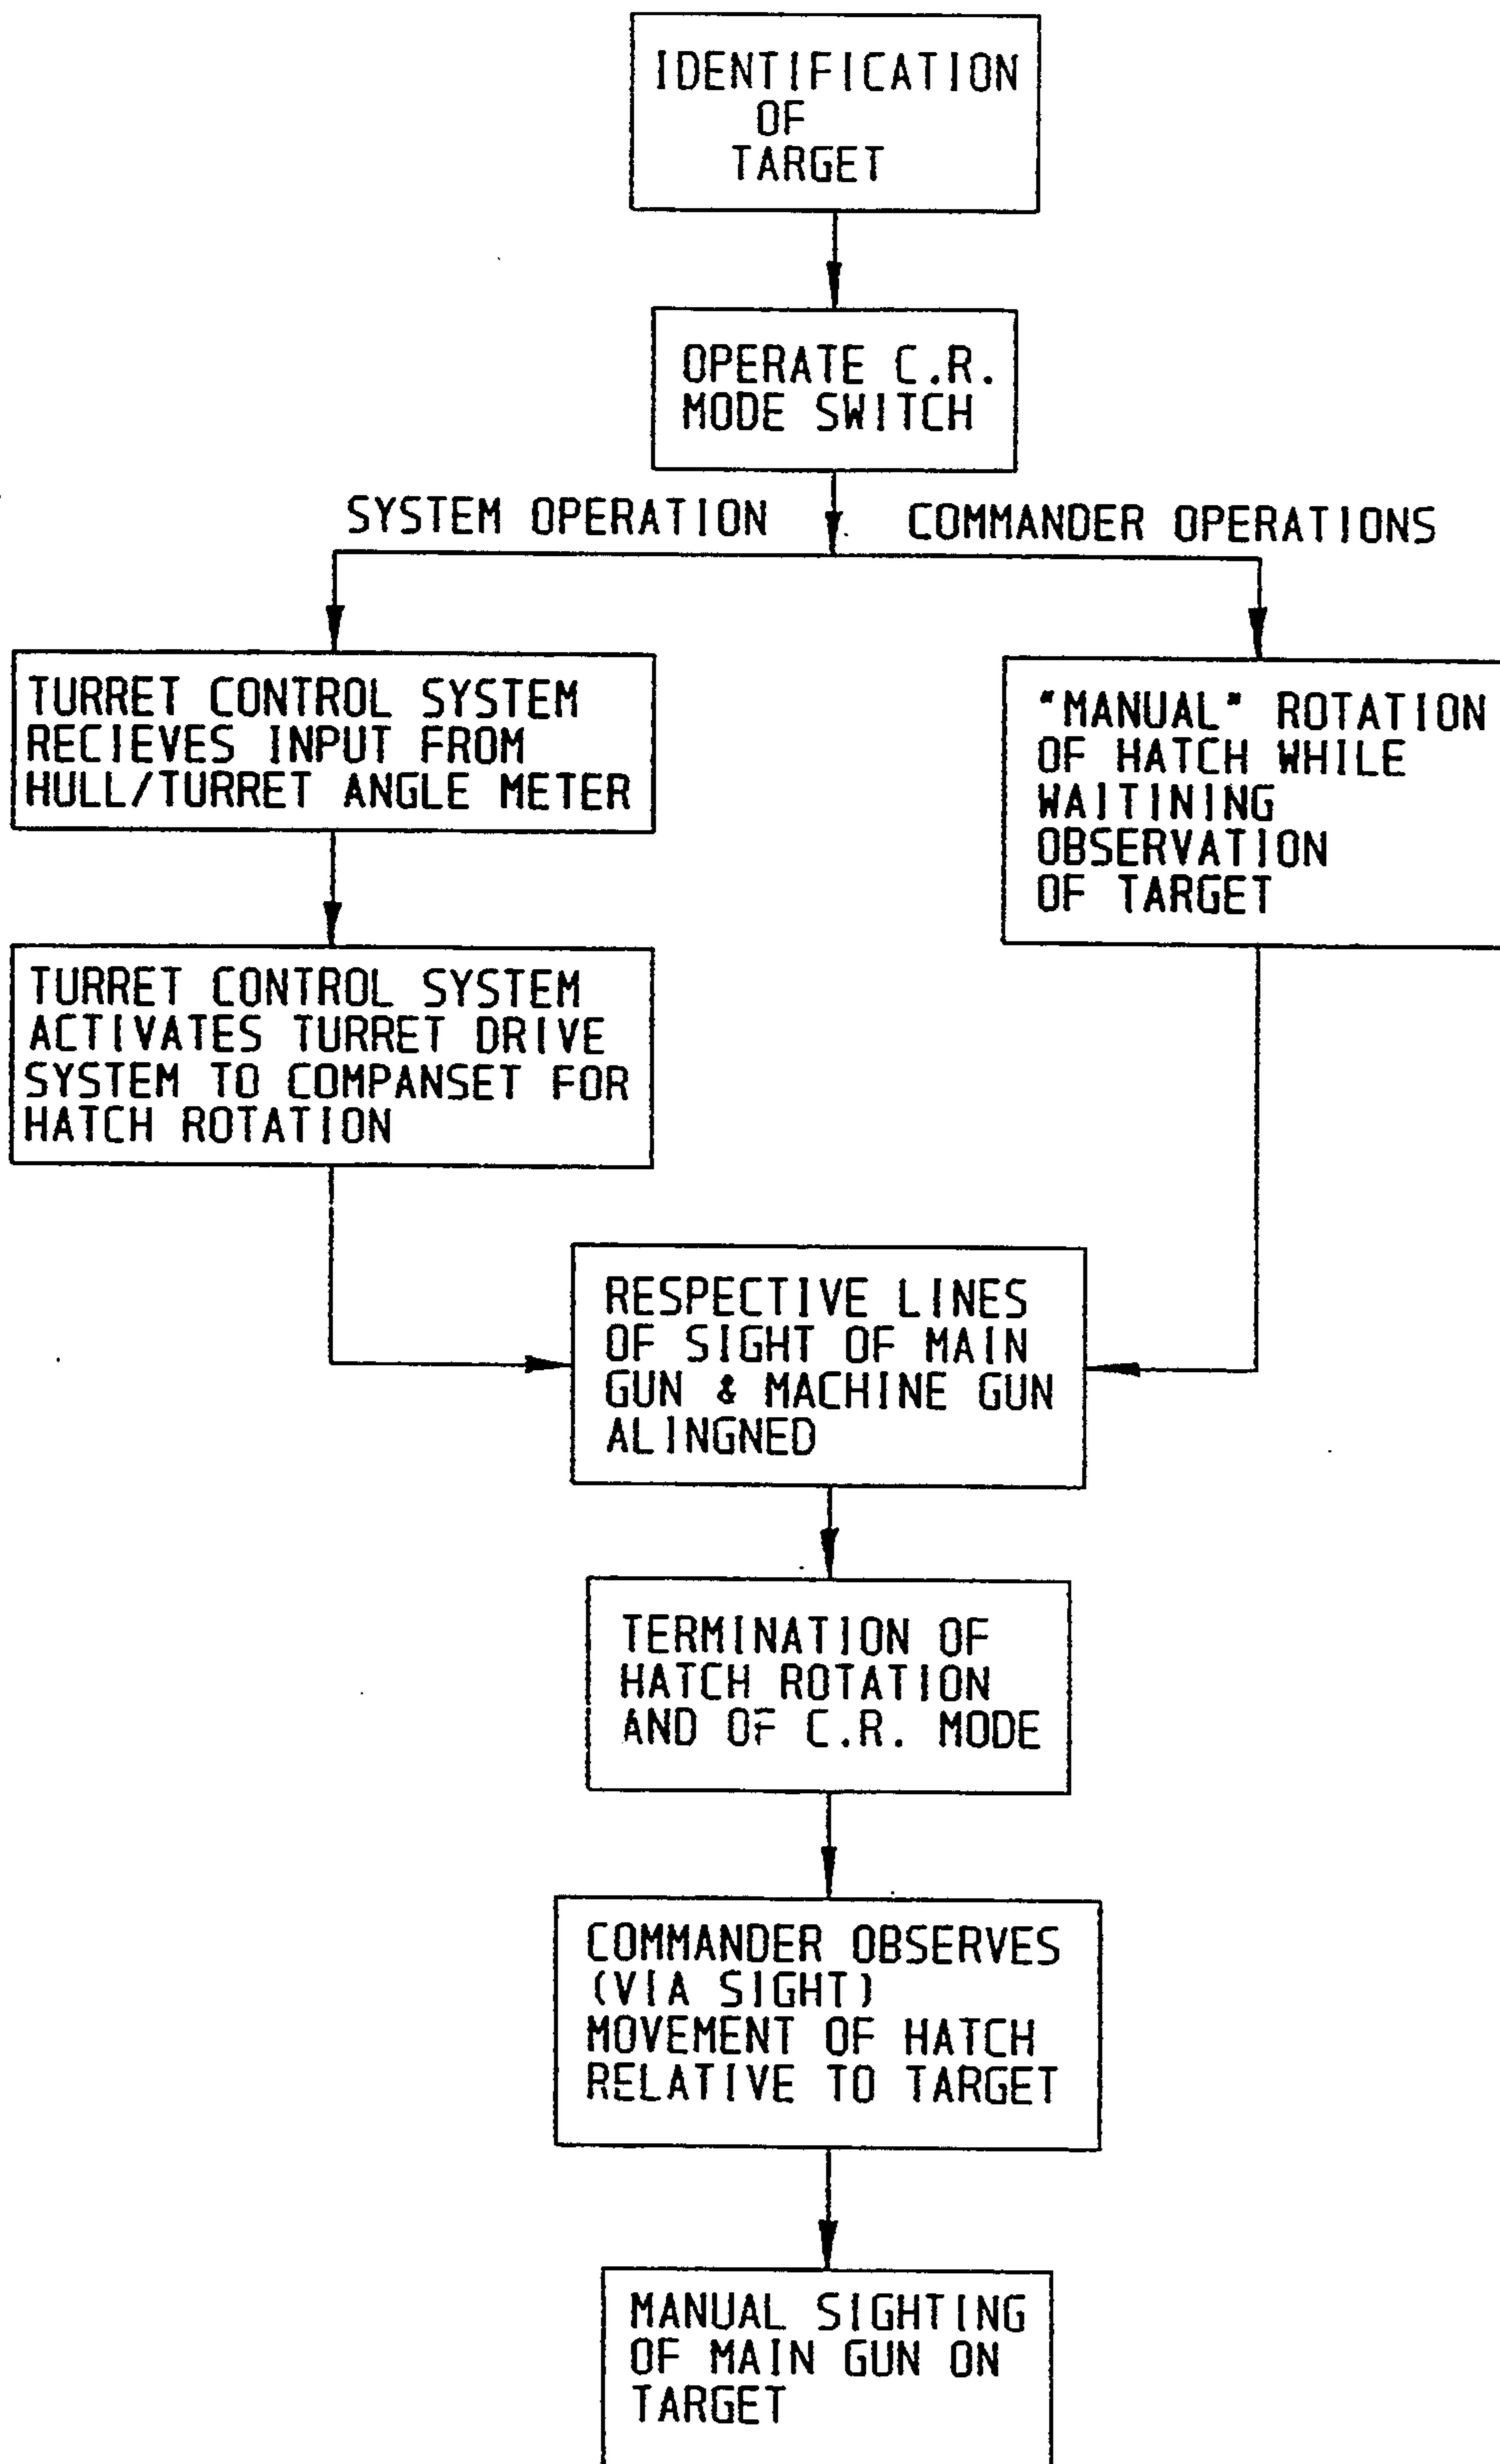 IDENTIFICATION
OF
TARGET
OPERATE C.R.
MODE SWITCH
SYSTEM OPERATION
COMMANDER OPERATIONS
TURRET CONTROL SYSTEM
RECIEVES INPUT FROM
HULL/TURRET ANGLE METER
"MANUAL" ROTATION
OF HATCH WHILE
WAITINING
OBSERVATION
OF TARGET
TURRET CONTROL SYSTEM
ACTIVATES TURRET DRIVE
SYSTEM TO COMPANSET FOR
HATCH ROTATION
RESPECTIVE LINES
OF SIGHT OF MAIN
GUN & MACHINE GUN
ALINGNED
TERMINATION OF
HATCH ROTATION
AND OF C.R. MODE
COMMANDER OBSERVES
(VIA SIGHT)
MOVEMENT OF HATCH
RELATIVE TO TARGET
MANUAL SIGHTING
OF MAIN GUN ON
TARGET